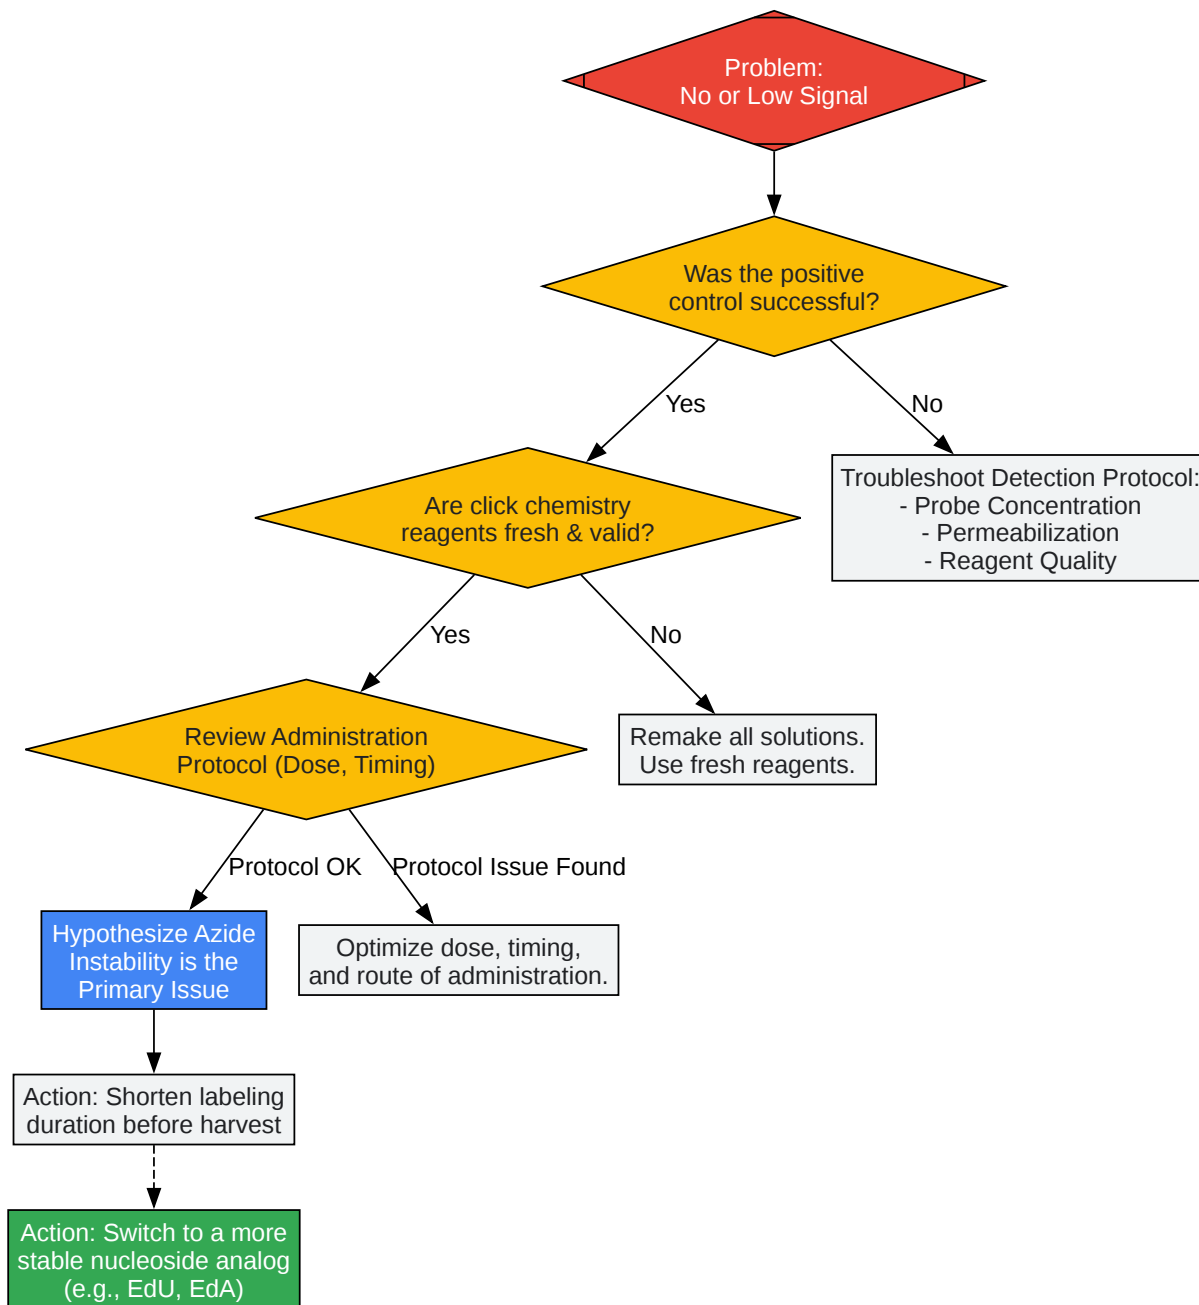 Problem:
No or Low Signal
Was the positive
control successful?
Yes
No
Are click chemistry
reagents fresh & valid?
Troubleshoot Detection Protocol:
- Probe Concentration
- Permeabilization
- Reagent Quality
Yes
No
Review Administration
Protocol (Dose, Timing)
Remake all solutions.
Use fresh reagents.
Protocol OK
Protocol Issue Found
Hypothesize Azide
Instability is the
Primary Issue
Optimize dose, timing,
and route of administration.
Action: Shorten labeling
duration before harvest
Action: Switch to a more
stable nucleoside analog
(e.g., EdU, EdA)